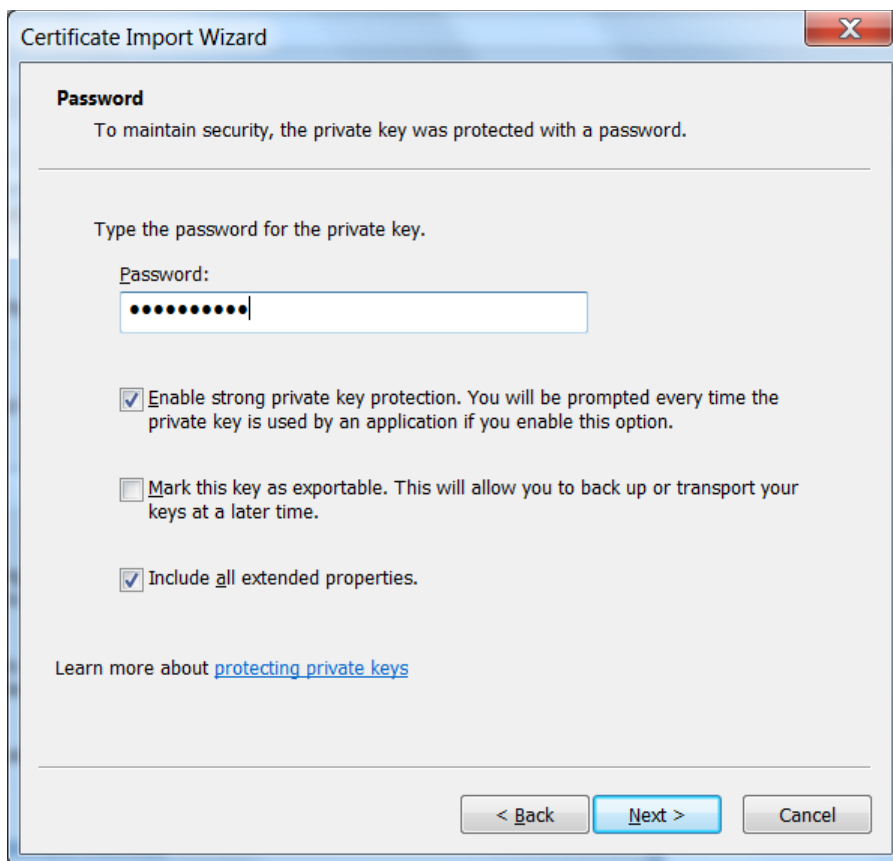 Certificate Import Wizard
Password
To maintain security, the private key was protected with a password.
Type the password for the private key.
Password:
••••••••••
Enable strong private key protection. You will be prompted every time the
private key is used by an application if you enable this option.
Mark this key as exportable. This will allow you to back up or transport your
keys at a later time.
Include all extended properties.
Learn more about protecting private keys
< Back
Next >
Cancel